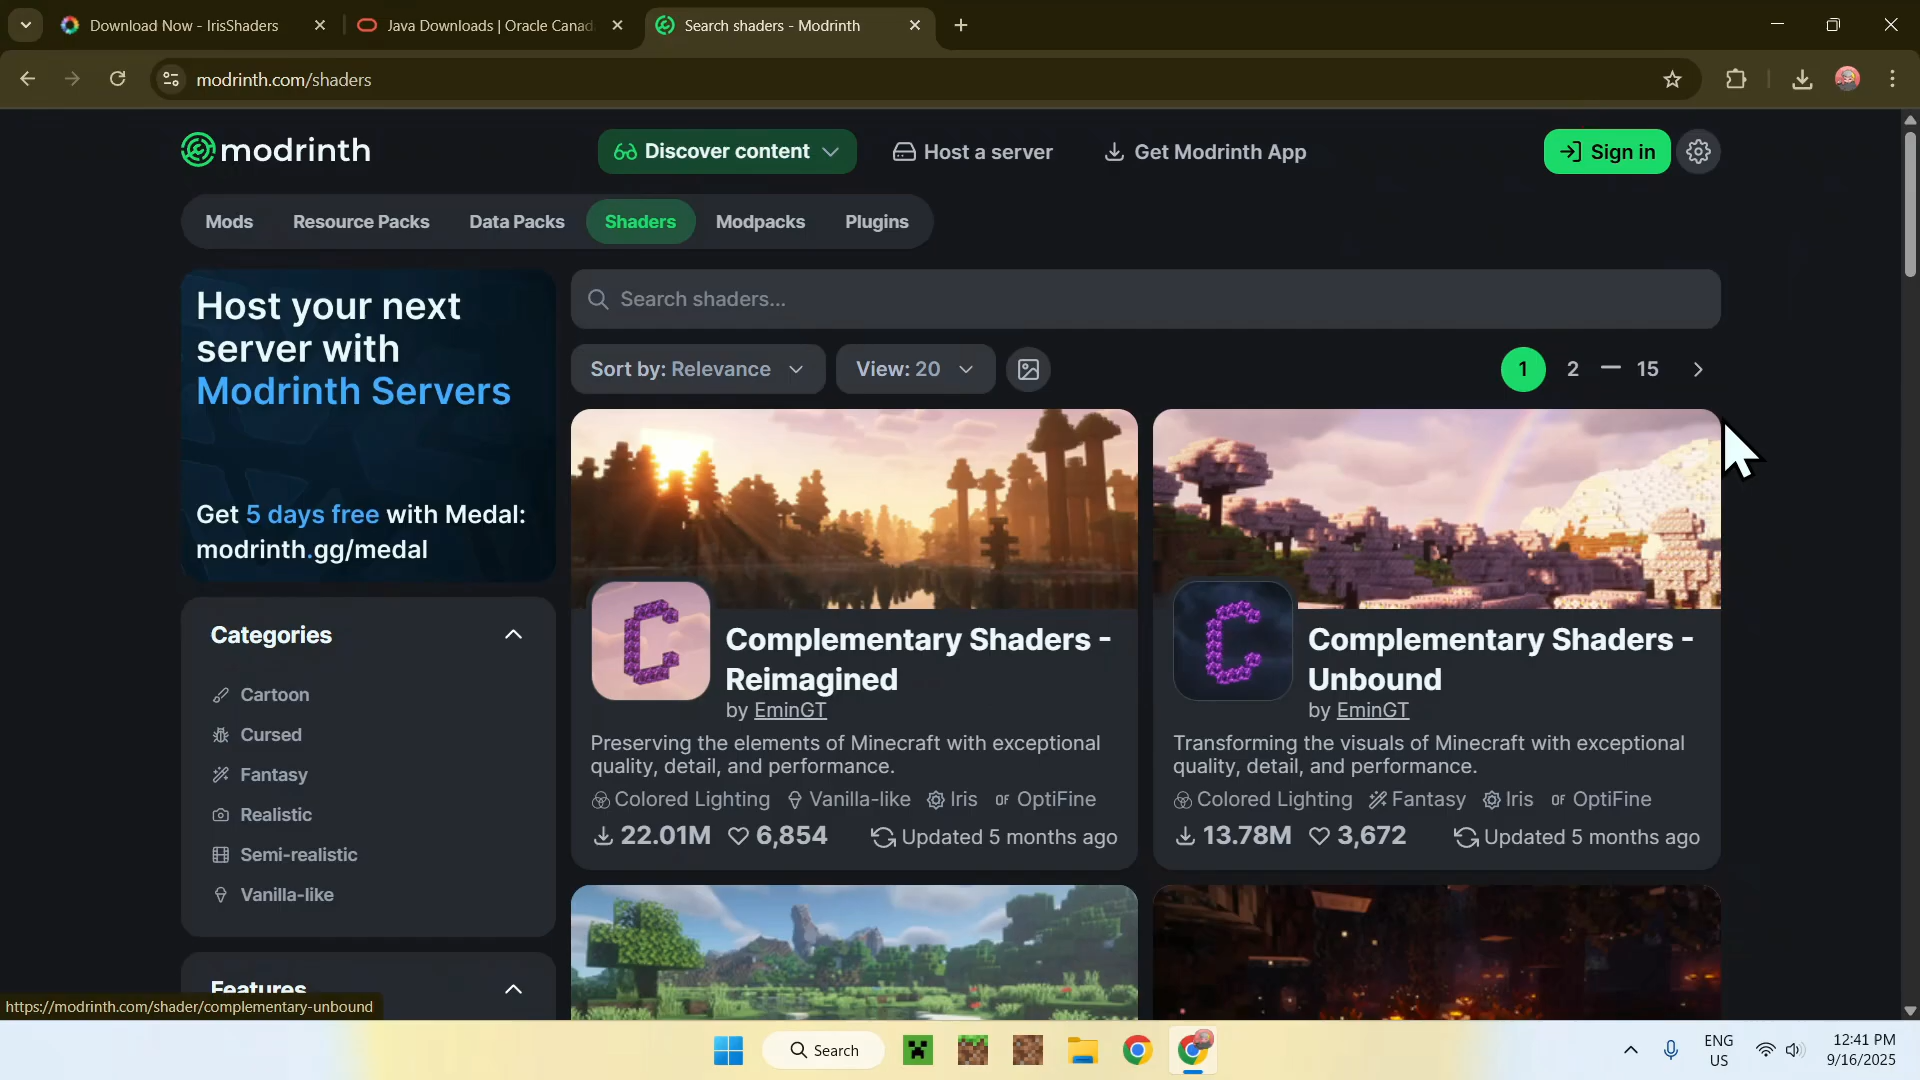 Download Now - IrisShaders
Java Downloads | Oracle Canad
Search shaders - Modrinth
modrinth.com/shaders
modrinth
Discover content
Host a server
Get Modrinth App
Sign in
Mods
Resource Packs
Data Packs
Shaders
Modpacks
Plugins
Host your next
server with
Modrinth Servers
Get 5 days free with Medal:
modrinth.gg/medal
Search shaders...
Sort by: Relevance
View: 20
1 2 — 15
Categories
Cartoon
Cursed
Fantasy
Realistic
Semi-realistic
Vanilla-like
Features
Complementary Shaders -
Reimagined
by EminGT
Preserving the elements of Minecraft with exceptional
quality, detail, and performance.
Colored Lighting Vanilla-like Iris OF OptiFine
22.01M 6,854 Updated 5 months ago
Complementary Shaders -
Unbound
by EminGT
Transforming the visuals of Minecraft with exceptional
quality, detail, and performance.
Colored Lighting Fantasy Iris OF OptiFine
13.78M 3,672 Updated 5 months ago
https://modrinth.com/shader/complementary-unbound
Search
ENG
US
12:41 PM
9/16/2025